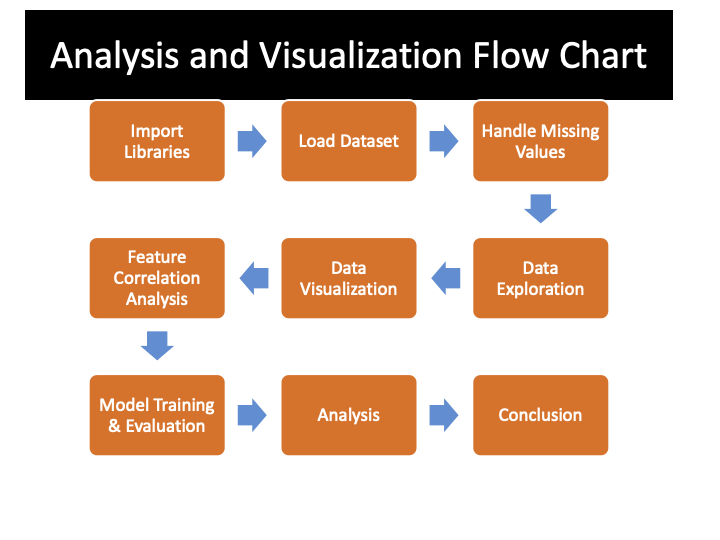 Analysis and Visualization Flow Chart
Import
Libraries
Load Dataset
Handle Missing
Values
Data
Exploration
Data
Visualization
Feature
Correlation
Analysis
Model Training
& Evaluation
Analysis
Conclusion